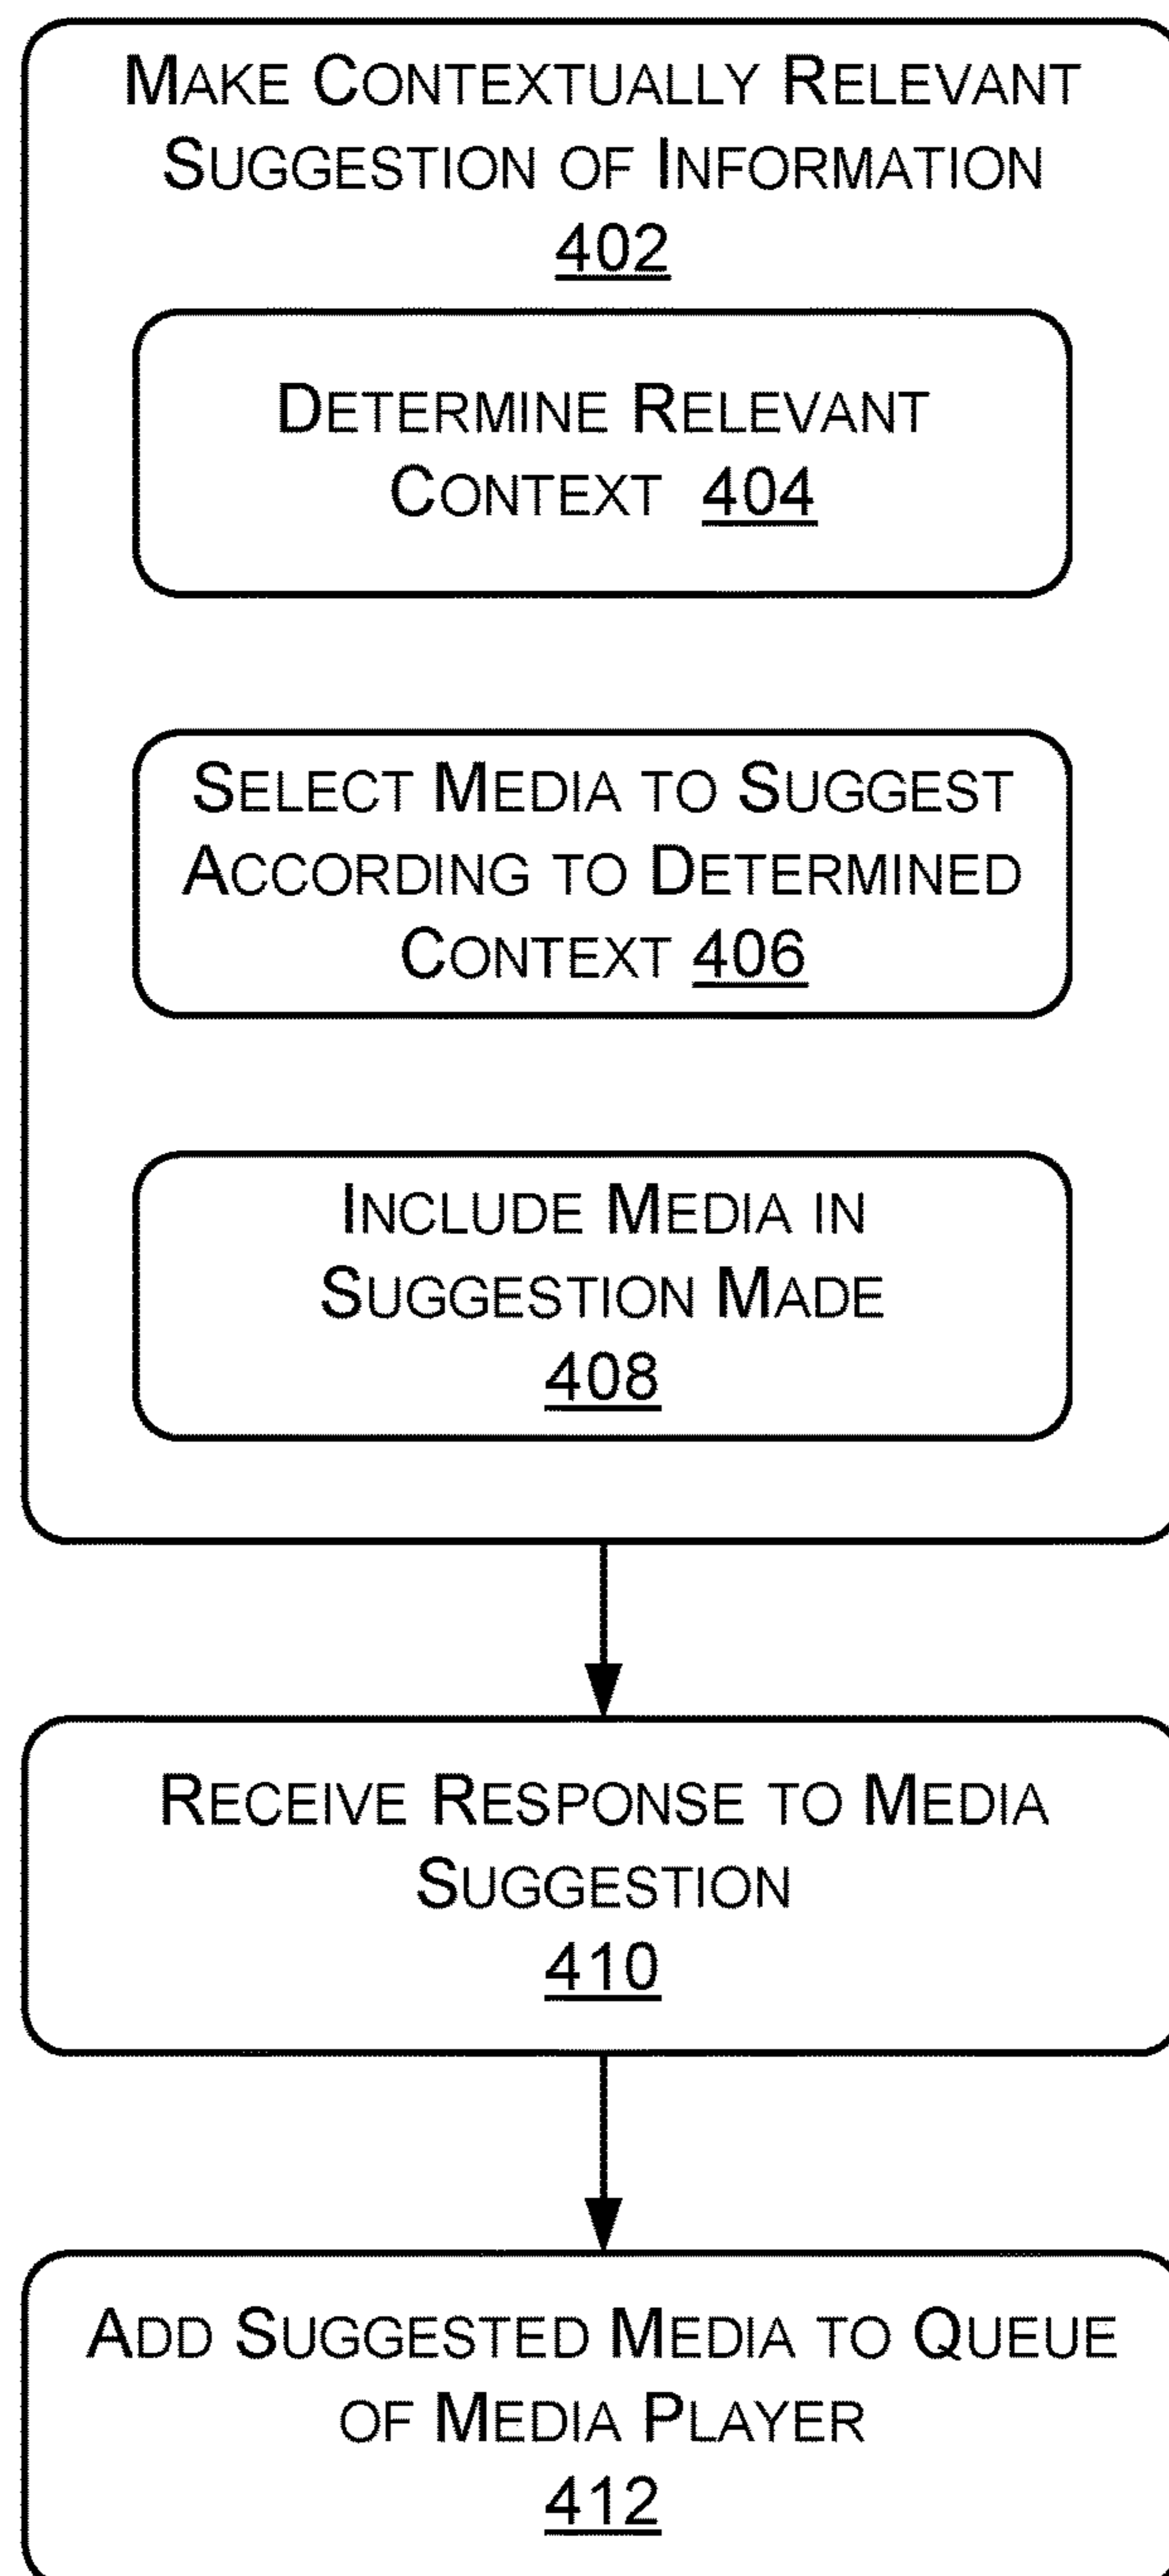 MAKE CONTEXTUALLY RELEVANT
SUGGESTION OF INFORMATION
402
DETERMINE RELEVANT
CONTEXT 404
SELECT MEDIA TO SUGGEST
ACCORDING TO DETERMINED
CONTEXT 406
INCLUDE MEDIA IN
SUGGESTION MADE
408
RECEIVE RESPONSE TO MEDIA
SUGGESTION
410
ADD SUGGESTED MEDIA TO QUEUE
OF MEDIA PLAYER
412